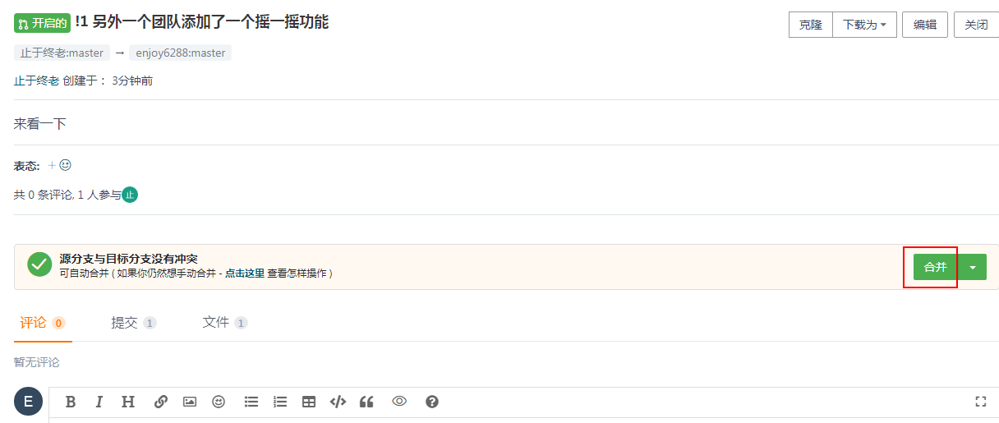 开启的 !1 另外一个团队添加了一个摇一摇功能
克隆 下载为 编辑 关闭
止于终老:master → enjoy6288:master
止于终老 创建于： 3分钟前
来看一下
表态: +
共 0 条评论, 1 人参与 止
源分支与目标分支没有冲突
可自动合并 ( 如果你仍然想手动合并 - 点击这里 查看怎样操作 )
合并
评论 0 提交 1 文件 1
暂无评论
E B I H